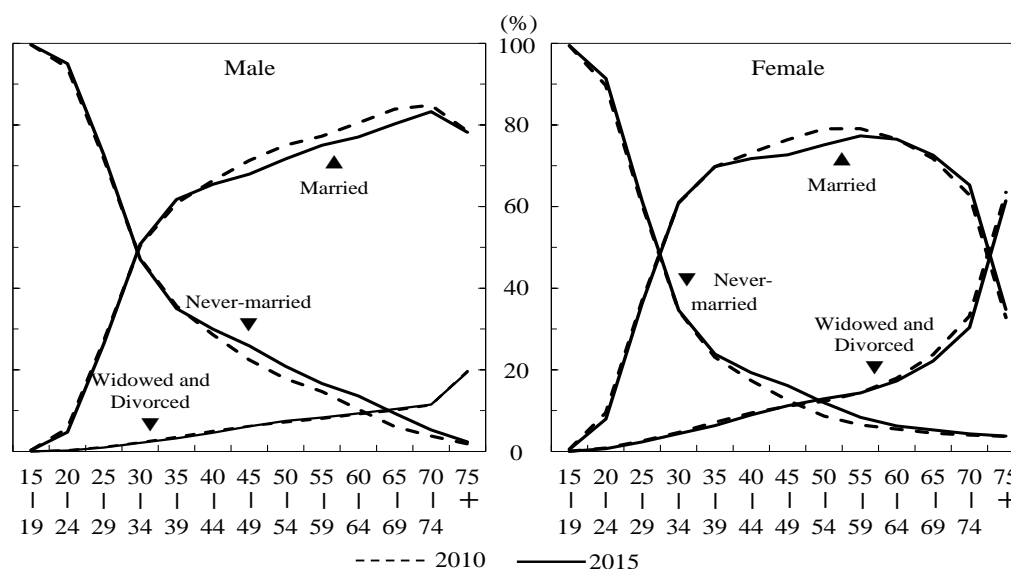 (%)
100
80
60
40
20
0
Male
Married
Never-married
Widowed and
Divorced
15 20 25 30 35 40 45 50 55 60 65 70 75
| | | | | | | | | | | | +
19 24 29 34 39 44 49 54 59 64 69 74
Female
Married
Never-
married
Widowed and
Divorced
15 20 25 30 35 40 45 50 55 60 65 70 75
| | | | | | | | | | | | +
19 24 29 34 39 44 49 54 59 64 69 74
2010 2015